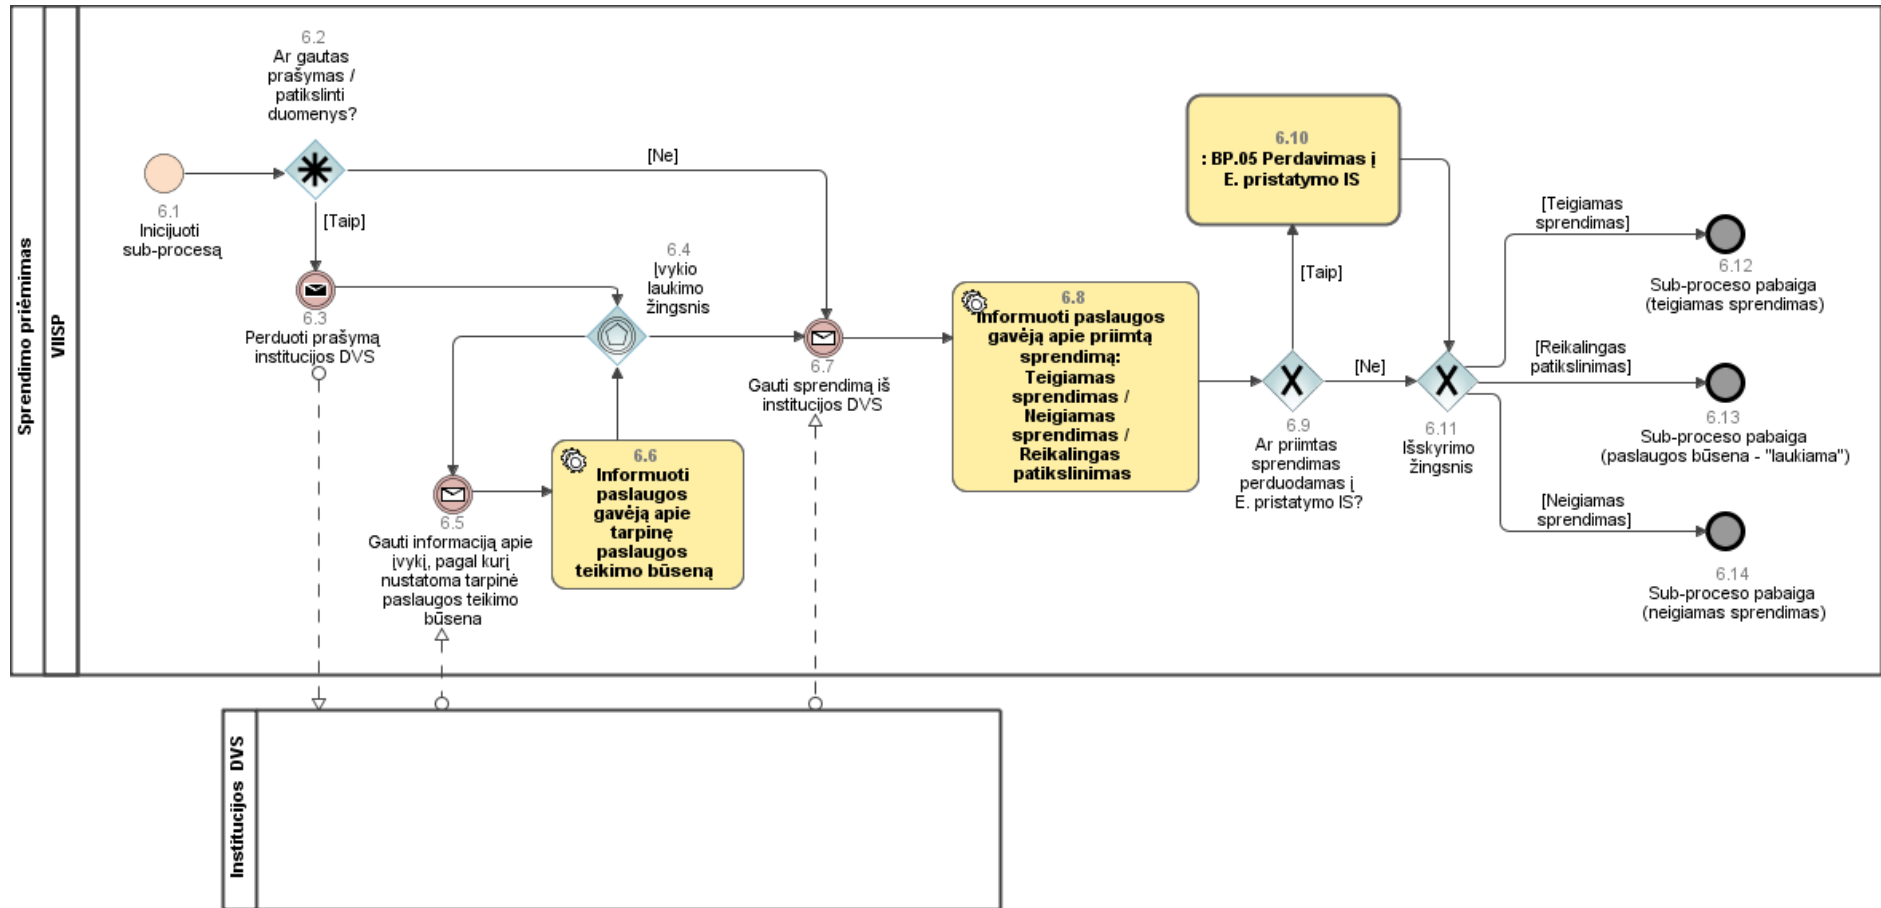 Sprendimo priėmimas
VIISP
6.1
Inicijuoti
sub-procesą
6.2
Ar gautas
prašymas /
patikslinti
duomenys?
[Ne]
[Taip]
6.3
Perduoti prašymą
institucijos DVS
6.4
Įvykio
laukimo
žingsnis
6.5
Gauti informaciją apie
įvykį, pagal kurį
nustatoma tarpinė
paslaugos teikimo
būsena
6.6
Informuoti
paslaugos
gavėją apie
tarpinę
paslaugos
teikimo būseną
6.7
Gauti sprendimą iš
institucijos DVS
6.8
Informuoti paslaugos
gavėją apie priimtą
sprendimą:
Teigiamas
sprendimas /
Neigiamas
sprendimas /
Reikalingas
patikslinimas
6.9
Ar priimtas
sprendimas
perduodamas į
E. pristatymo IS?
[Taip]
[Ne]
6.10
: BP.05 Perdavimas į
E. pristatymo IS
6.11
Išskyrimo
žingsnis
[Teigiamas
sprendimas]
6.12
Sub-proceso pabaiga
(teigiamas sprendimas)
[Reikalingas
patikslinimas]
6.13
Sub-proceso pabaiga
(paslaugos būsena - "laukiama")
[Neigiamas
sprendimas]
6.14
Sub-proceso pabaiga
(neigiamas sprendimas)
Institucijos DVS